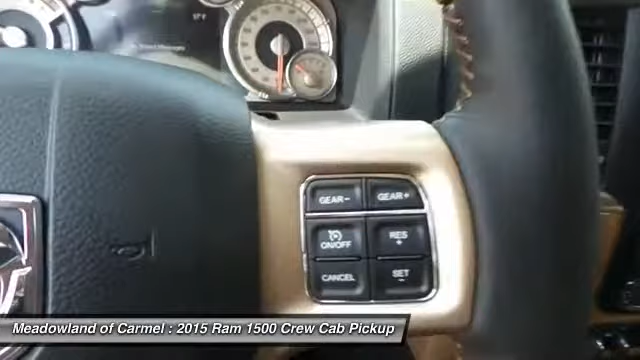 GEAR− GEAR+
ON/OFF RES +
CANCEL SET −
Meadowland of Carmel : 2015 Ram 1500 Crew Cab Pickup